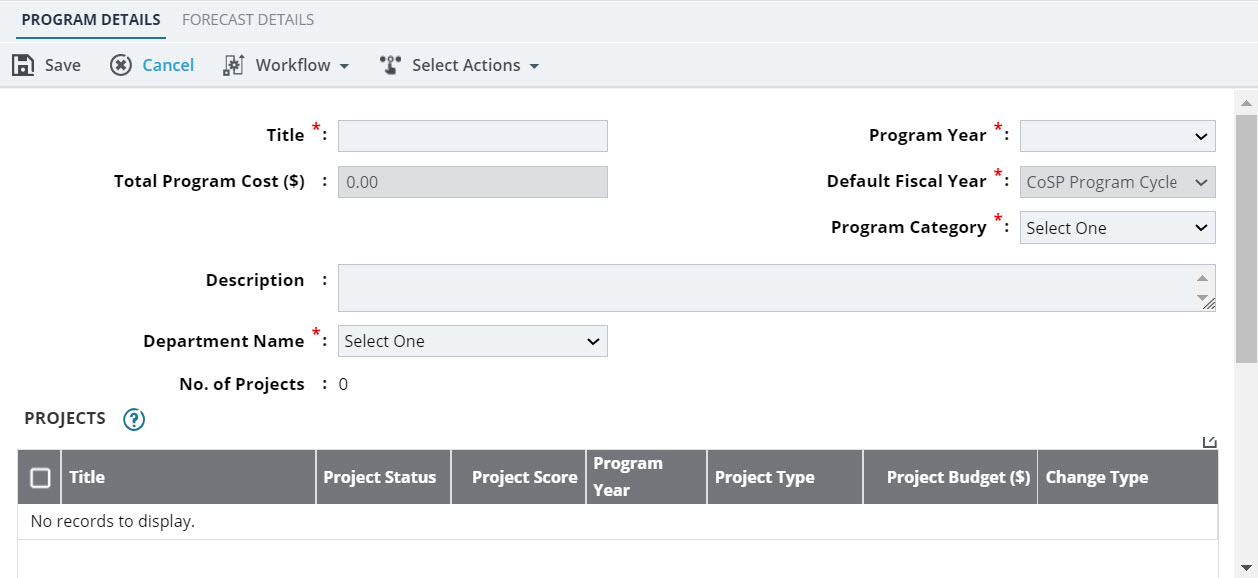 PROGRAM DETAILS FORECAST DETAILS
Save Cancel Workflow Select Actions
Title *: Program Year *:
Total Program Cost ($) : 0.00 Default Fiscal Year *: CoSP Program Cycle
Program Category *: Select One
Description :
Department Name *: Select One
No. of Projects : 0
PROJECTS ?
Title Project Status Project Score Program Year Project Type Project Budget ($) Change Type
No records to display.